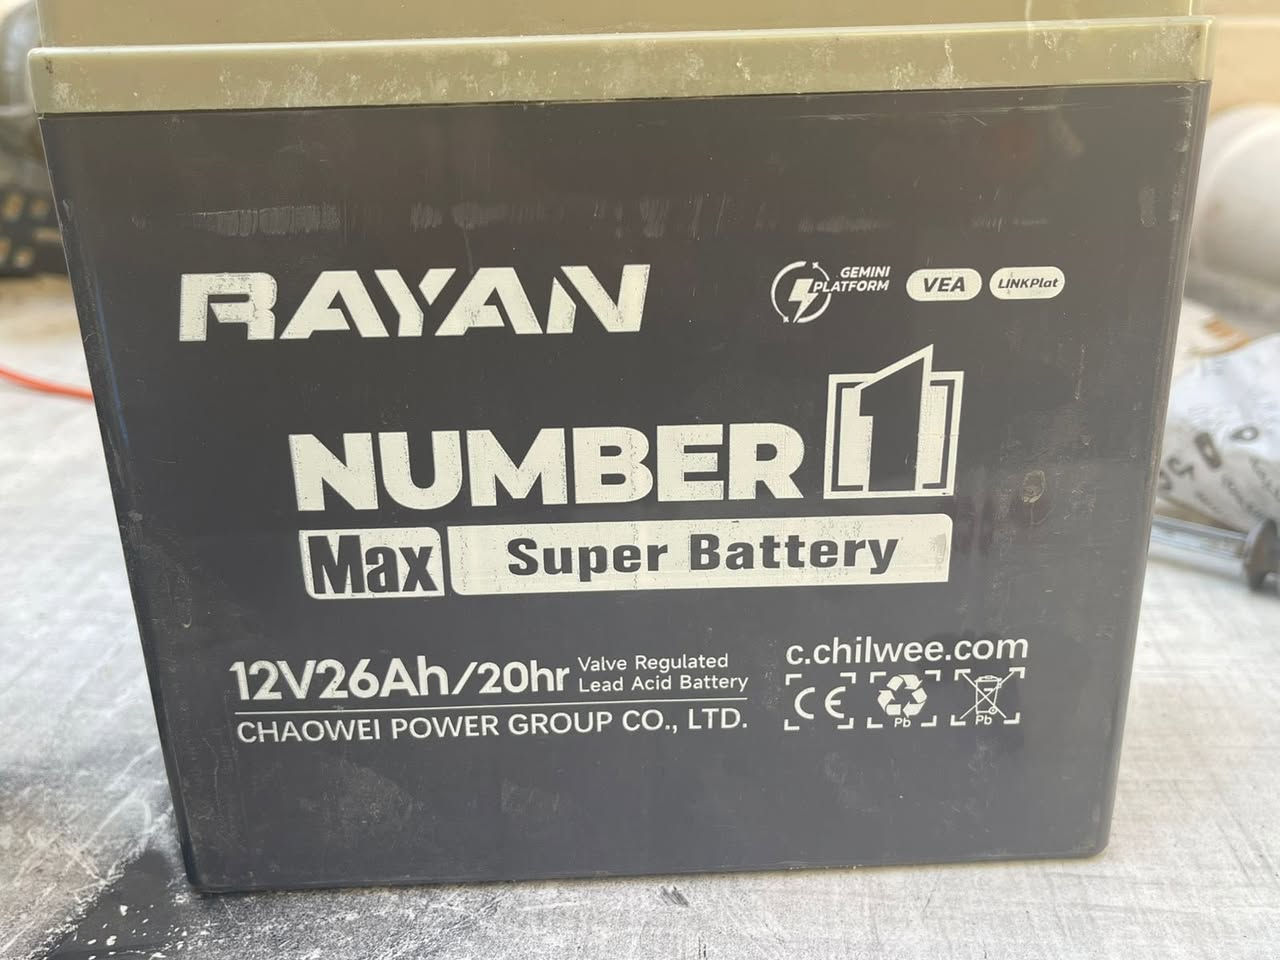 RAYAN
GEMINI
PLATFORM
VEA
LINKPlat
NUMBER 1
Max Super Battery
12V26Ah/20hr
Valve Regulated
Lead Acid Battery
CHAOWEI POWER GROUP CO., LTD.
c.chilwee.com
CE
Pb
Pb